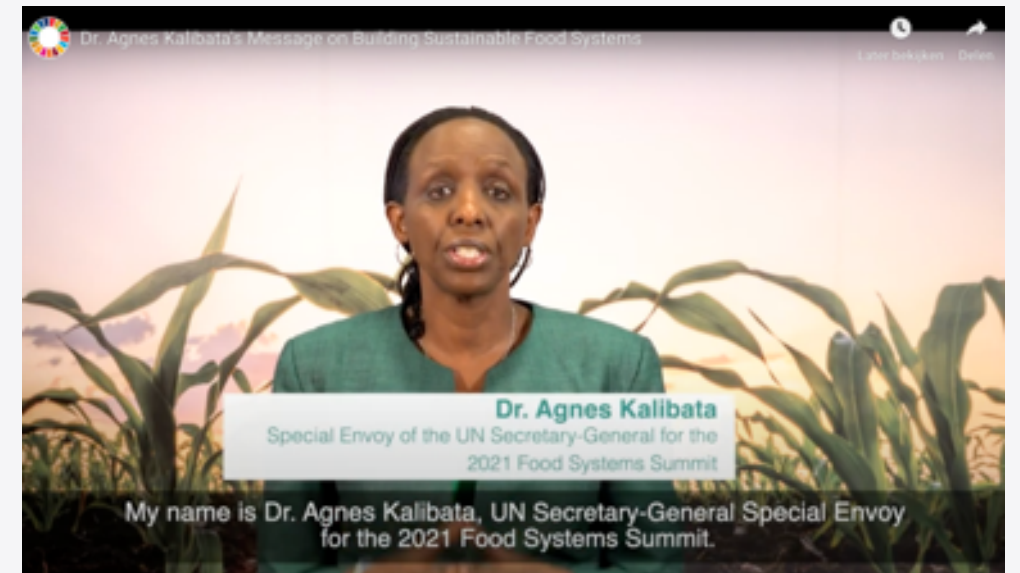 Dr. Agnes Kalibata's Message on Building Sustainable Food Systems
Later bekijken
Delen
Dr. Agnes Kalibata
Special Envoy of the UN Secretary-General for the
2021 Food Systems Summit
My name is Dr. Agnes Kalibata, UN Secretary-General Special Envoy
for the 2021 Food Systems Summit.